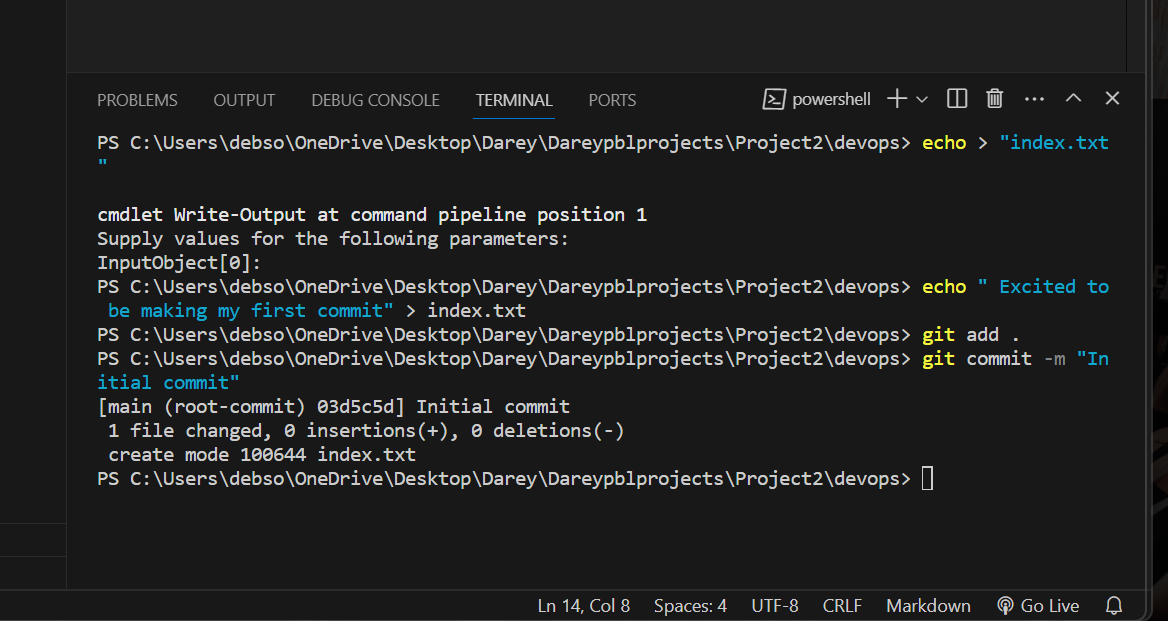 PROBLEMS OUTPUT DEBUG CONSOLE TERMINAL PORTS powershell
PS C:\Users\debso\OneDrive\Desktop\Darey\Dareypblprojects\Project2\devops> echo > "index.txt
"
cmdlet Write-Output at command pipeline position 1
Supply values for the following parameters:
InputObject[0]:
PS C:\Users\debso\OneDrive\Desktop\Darey\Dareypblprojects\Project2\devops> echo " Excited to
be making my first commit" > index.txt
PS C:\Users\debso\OneDrive\Desktop\Darey\Dareypblprojects\Project2\devops> git add .
PS C:\Users\debso\OneDrive\Desktop\Darey\Dareypblprojects\Project2\devops> git commit -m "In
itial commit"
[main (root-commit) 03d5c5d] Initial commit
1 file changed, 0 insertions(+), 0 deletions(-)
create mode 100644 index.txt
PS C:\Users\debso\OneDrive\Desktop\Darey\Dareypblprojects\Project2\devops>
Ln 14, Col 8 Spaces: 4 UTF-8 CRLF Markdown Go Live